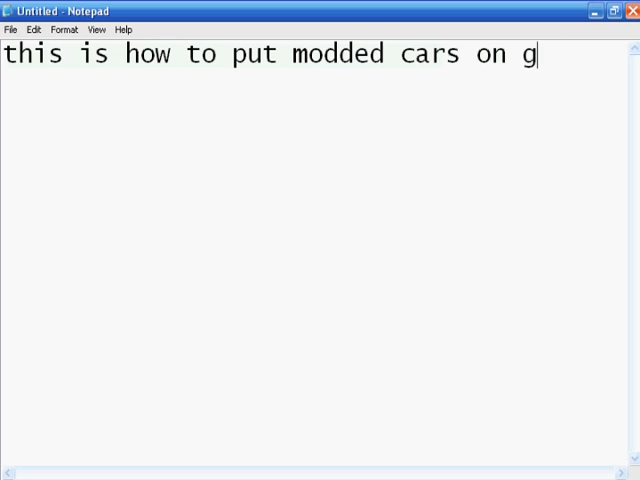 Untitled - Notepad
File Edit Format View Help
this is how to put modded cars on g